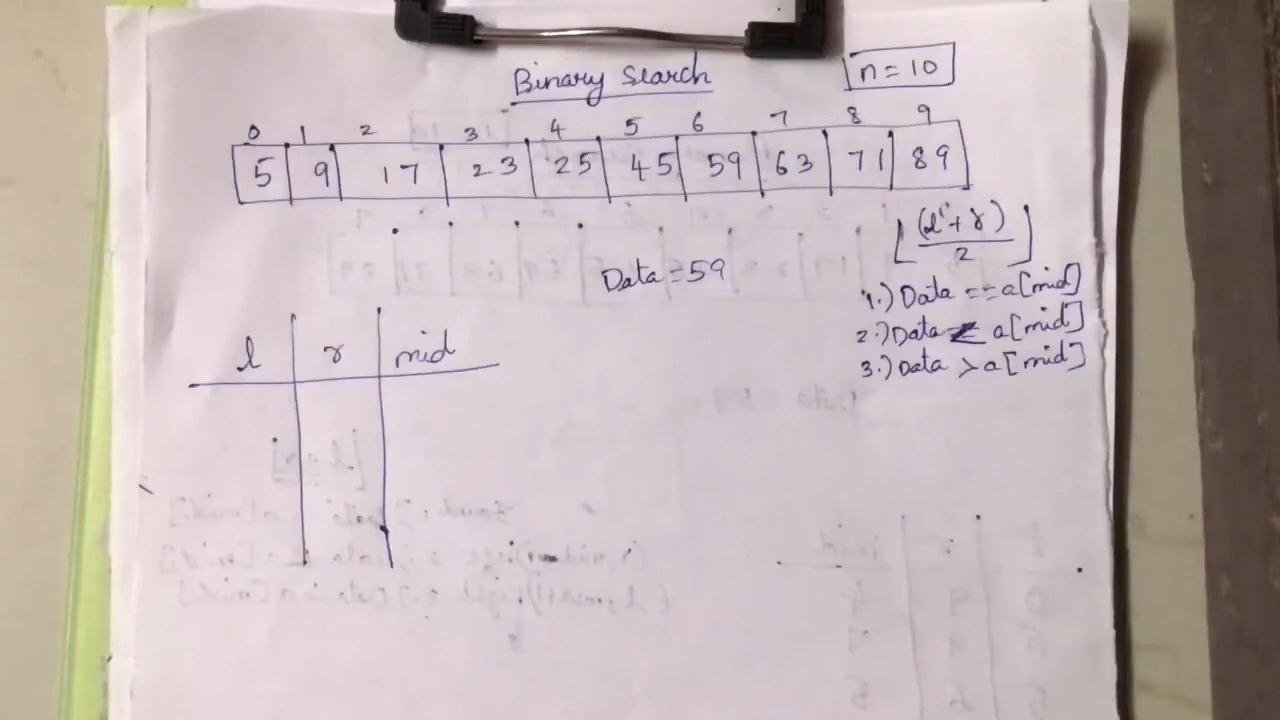 Binary Search
n = 10
0 1 2 3 4 5 6 7 8 9
5 9 17 23 25 45 59 63 71 89
⌊(l+r)/2⌋
Data = 59
1.) Data == a[mid]
2.) Data < a[mid]
3.) Data > a[mid]
l r mid